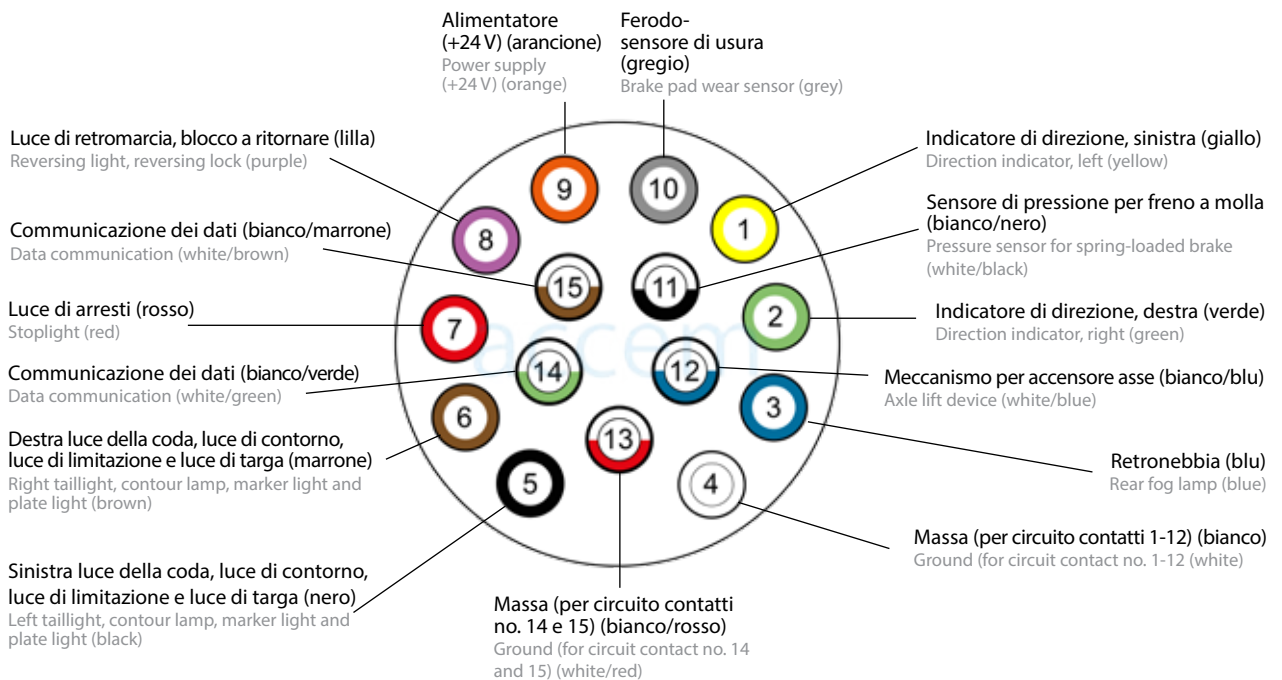 Alimentatore
(+24 V) (arancione)
Power supply
(+24 V) (orange)
Ferodo-
sensore di usura
(gregio)
Brake pad wear sensor (grey)
Luce di retromarcia, blocco a ritornare (lilla)
Reversing light, reversing lock (purple)
Communicazione dei dati (bianco/marrone)
Data communication (white/brown)
Luce di arresti (rosso)
Stoplight (red)
Communicazione dei dati (bianco/verde)
Data communication (white/green)
Destra luce della coda, luce di contorno,
luce di limitazione e luce di targa (marrone)
Right taillight, contour lamp, marker light and
plate light (brown)
Sinistra luce della coda, luce di contorno,
luce di limitazione e luce di targa (nero)
Left taillight, contour lamp, marker light and
plate light (black)
9
10
8
1
15
11
7
2
14
12
6
3
13
5
4
accem
Indicatore di direzione, sinistra (giallo)
Direction indicator, left (yellow)
Sensore di pressione per freno a molla
(bianco/nero)
Pressure sensor for spring-loaded brake
(white/black)
Indicatore di direzione, destra (verde)
Direction indicator, right (green)
Meccanismo per accensore asse (bianco/blu)
Axle lift device (white/blue)
Retronebbia (blu)
Rear fog lamp (blue)
Massa (per circuito contatti 1-12) (bianco)
Ground (for circuit contact no. 1-12 (white)
Massa (per circuito contatti
no. 14 e 15) (bianco/rosso)
Ground (for circuit contact no. 14
and 15) (white/red)